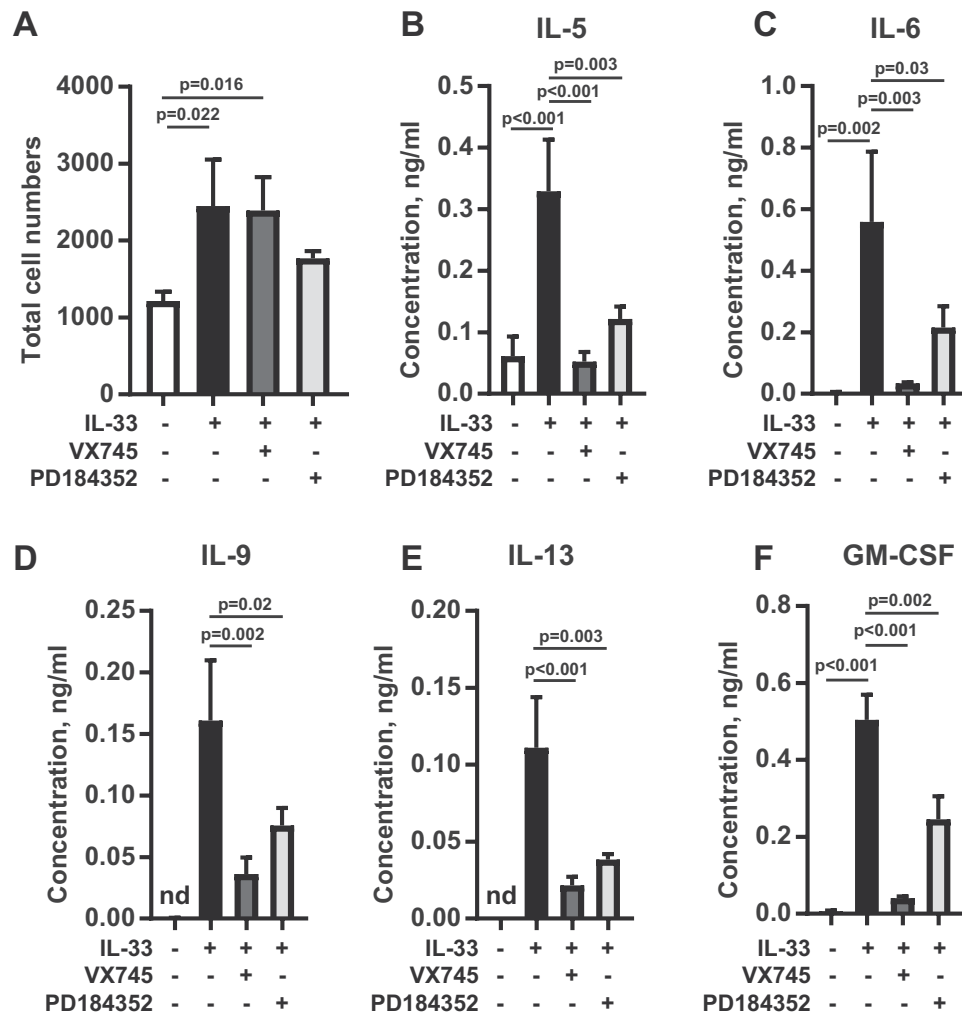 A
4000
3000
2000
1000
0
Total cell numbers
p=0.016
p=0.022
IL-33 - + + +
VX745 - - + -
PD184352 - - - +
B IL-5
0.5
0.4
0.3
0.2
0.1
0.0
Concentration, ng/ml
p=0.003
p<0.001
p<0.001
IL-33 - + + +
VX745 - - + -
PD184352 - - - +
C IL-6
1.0
0.8
0.6
0.4
0.2
0.0
Concentration, ng/ml
p=0.03
p=0.003
p=0.002
IL-33 - + + +
VX745 - - + -
PD184352 - - - +
D IL-9
0.25
0.20
0.15
0.10
0.05
0.00
Concentration, ng/ml
p=0.02
p=0.002
nd
IL-33 - + + +
VX745 - - + -
PD184352 - - - +
E IL-13
0.20
0.15
0.10
0.05
0.00
Concentration, ng/ml
p=0.003
p<0.001
nd
IL-33 - + + +
VX745 - - + -
PD184352 - - - +
F GM-CSF
0.8
0.6
0.4
0.2
0.0
Concentration, ng/ml
p=0.002
p<0.001
p<0.001
IL-33 - + + +
VX745 - - + -
PD184352 - - - +